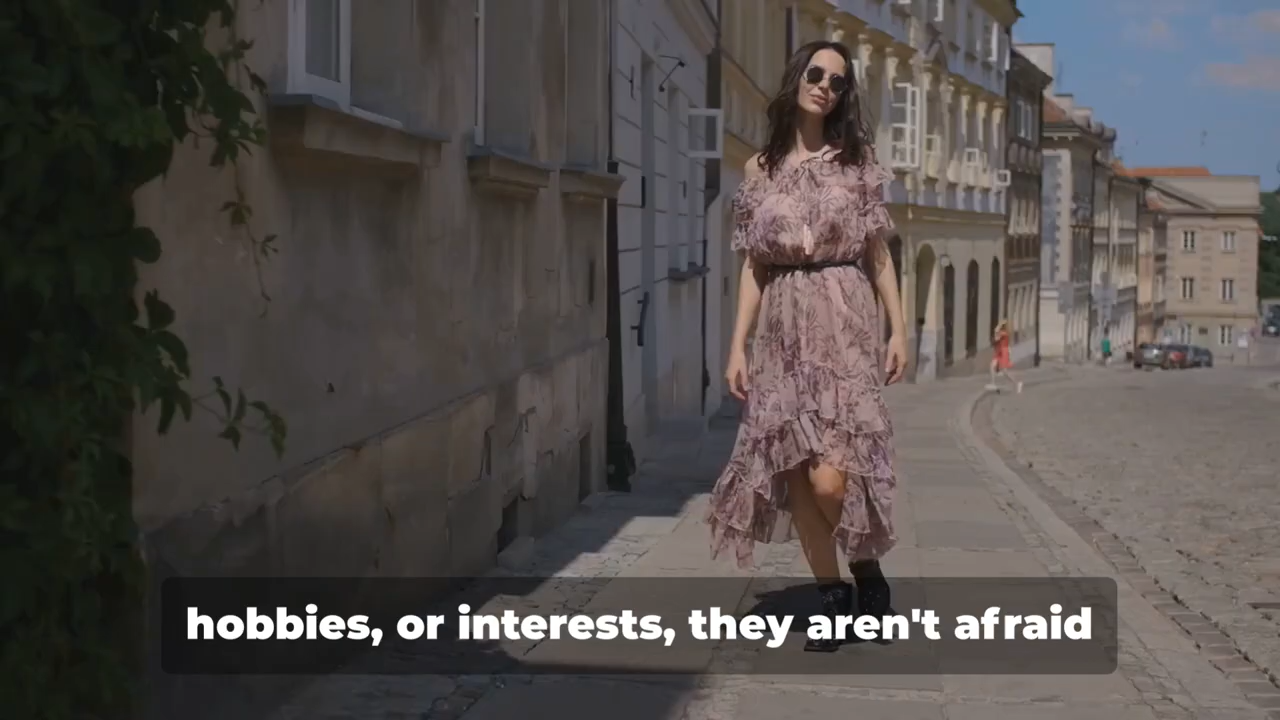 hobbies, or interests, they aren't afraid